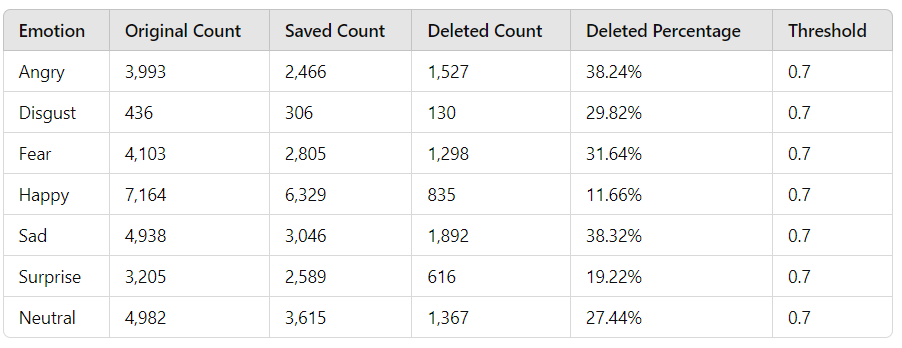 Emotion Original Count Saved Count Deleted Count Deleted Percentage Threshold
Angry 3,993 2,466 1,527 38.24% 0.7
Disgust 436 306 130 29.82% 0.7
Fear 4,103 2,805 1,298 31.64% 0.7
Happy 7,164 6,329 835 11.66% 0.7
Sad 4,938 3,046 1,892 38.32% 0.7
Surprise 3,205 2,589 616 19.22% 0.7
Neutral 4,982 3,615 1,367 27.44% 0.7